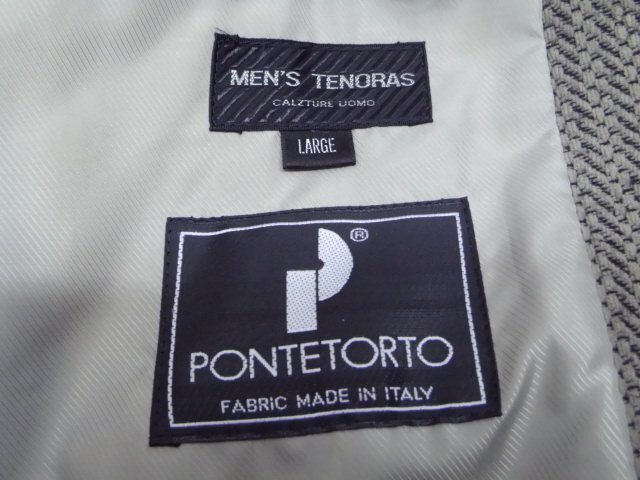 MEN'S TENORAS
CALZTURE UOMO
LARGE
®
PONTETORTO
FABRIC MADE IN ITALY